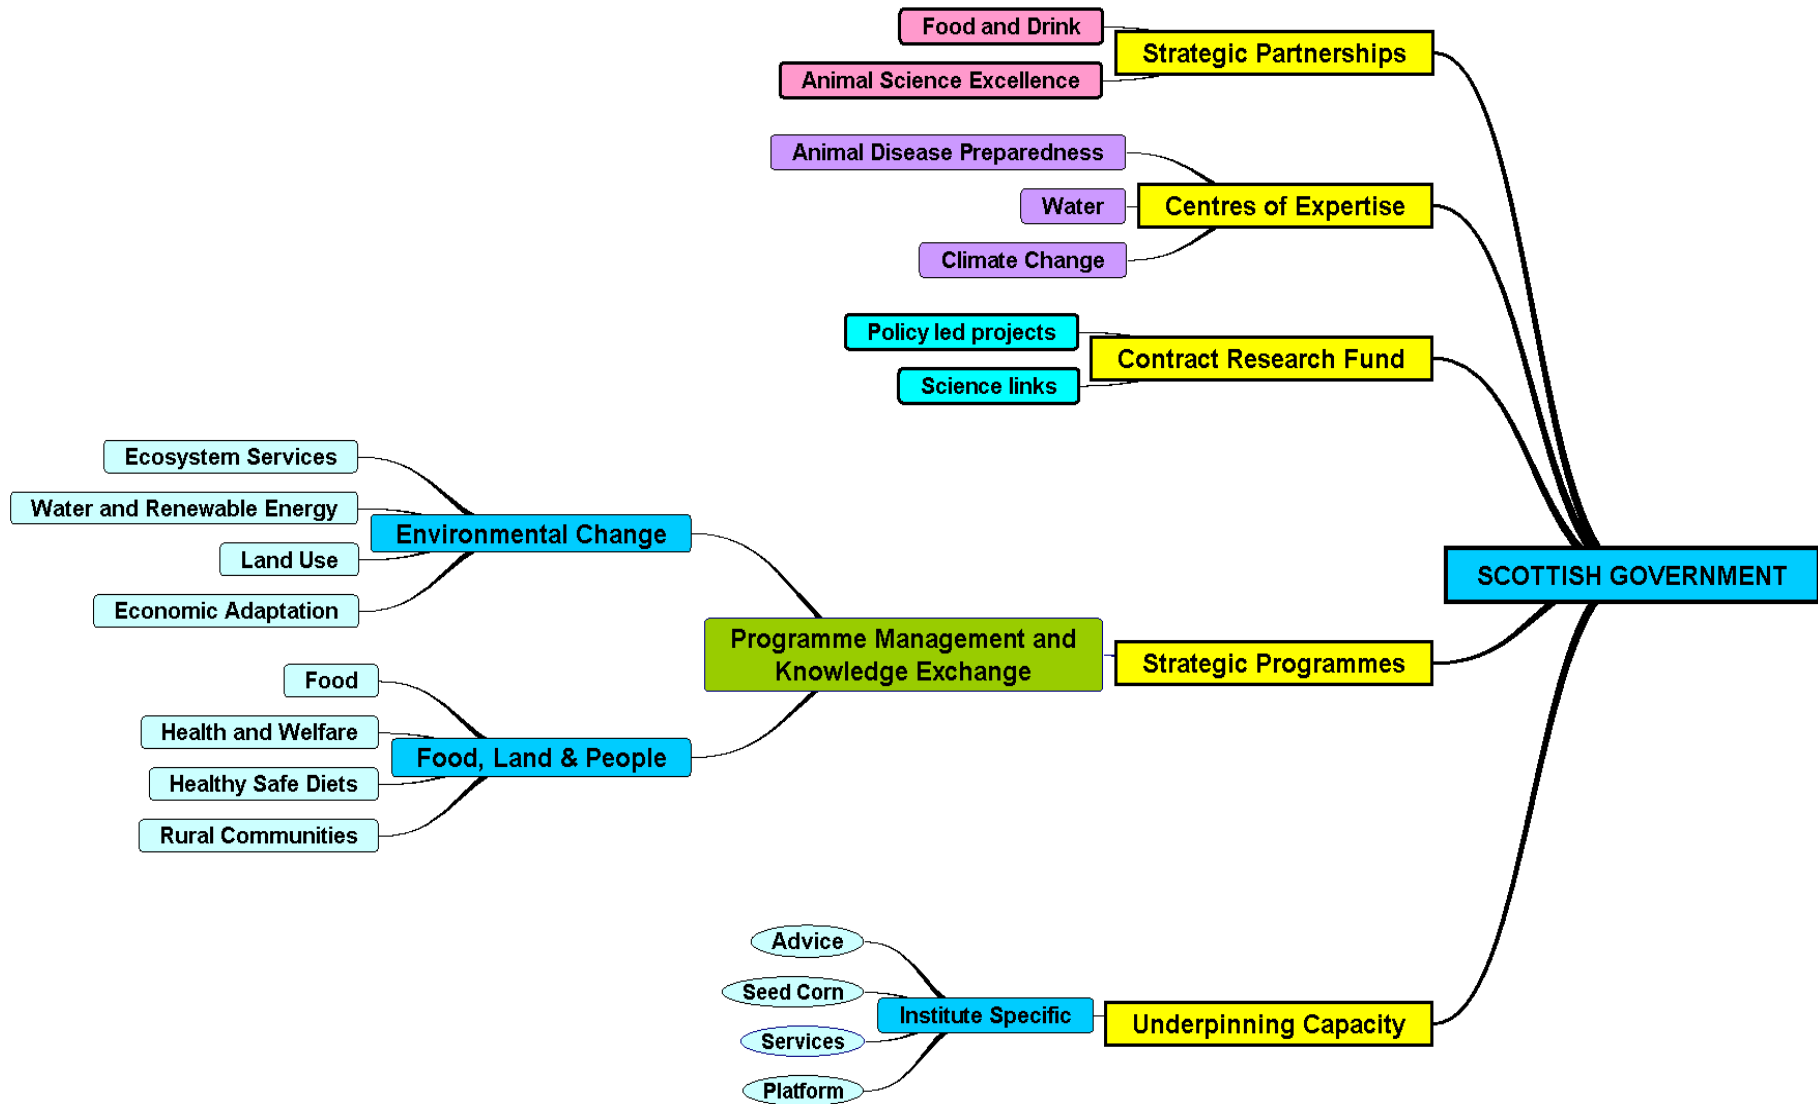 Food and Drink
Strategic Partnerships
Animal Science Excellence
Animal Disease Preparedness
Water
Centres of Expertise
Climate Change
Policy led projects
Contract Research Fund
Science links
Ecosystem Services
Water and Renewable Energy
Environmental Change
Land Use
Economic Adaptation
SCOTTISH GOVERNMENT
Programme Management and
Knowledge Exchange
Strategic Programmes
Food
Health and Welfare
Food, Land & People
Healthy Safe Diets
Rural Communities
Advice
Seed Corn
Institute Specific
Underpinning Capacity
Services
Platform